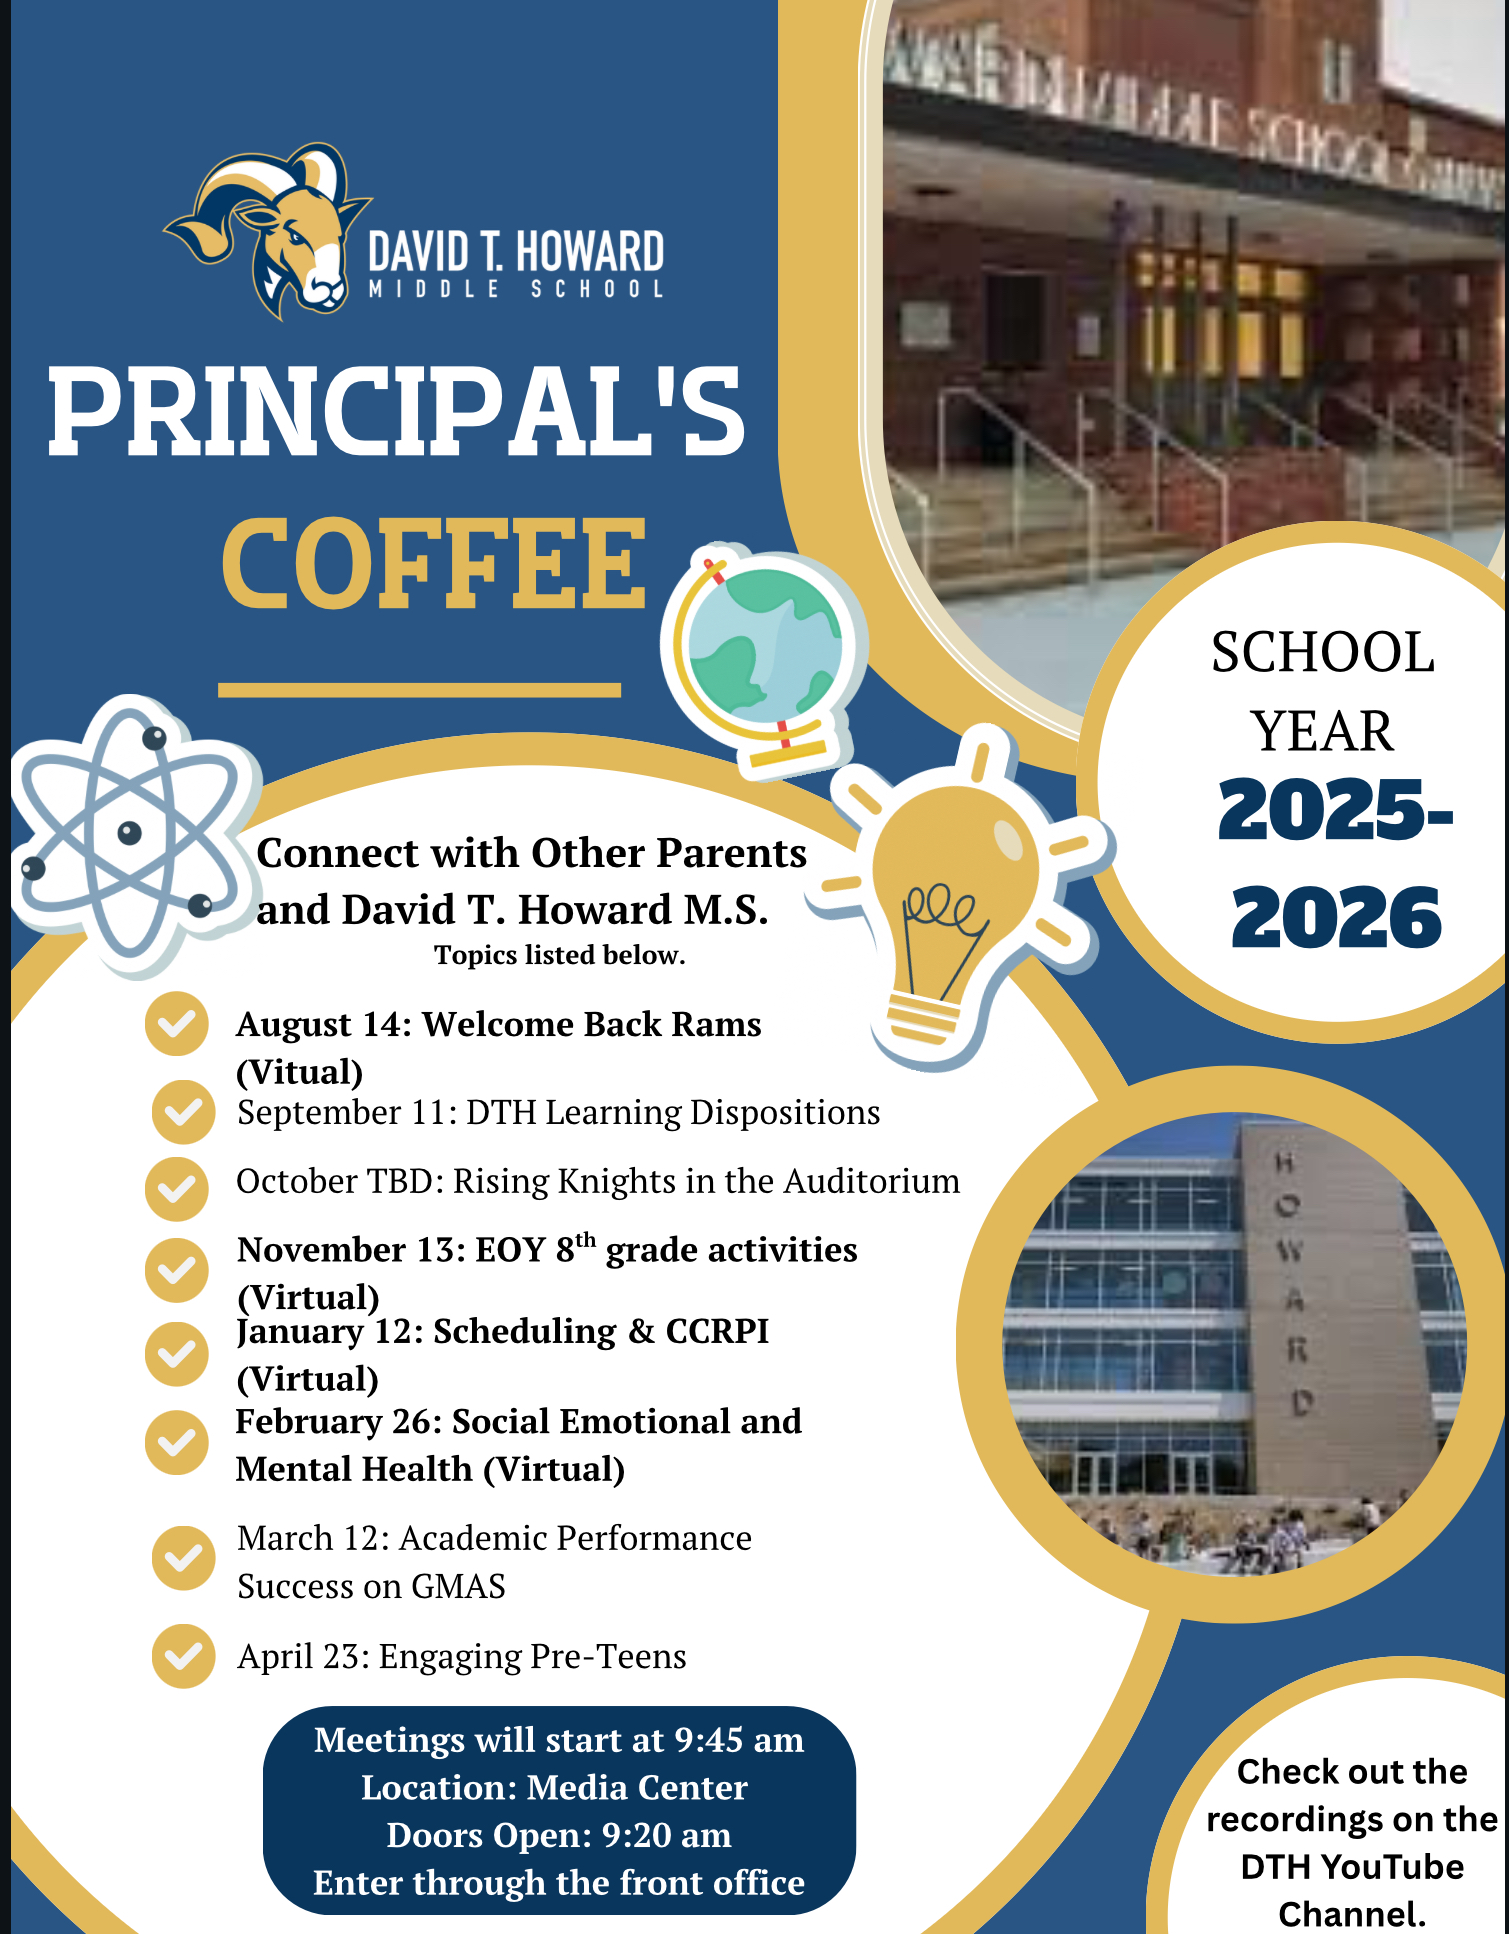 DAVID T. HOWARD
MIDDLE SCHOOL
PRINCIPAL'S
COFFEE
SCHOOL
YEAR
2025-
2026
Connect with Other Parents
and David T. Howard M.S.
Topics listed below.
August 14: Welcome Back Rams
(Vitual)
September 11: DTH Learning Dispositions
October TBD: Rising Knights in the Auditorium
November 13: EOY 8th grade activities
(Virtual)
January 12: Scheduling & CCRPI
(Virtual)
February 26: Social Emotional and
Mental Health (Virtual)
March 12: Academic Performance
Success on GMAS
April 23: Engaging Pre-Teens
Meetings will start at 9:45 am
Location: Media Center
Doors Open: 9:20 am
Enter through the front office
HOWARD
Check out the
recordings on the
DTH YouTube
Channel.
MIDDLE SCHOOL